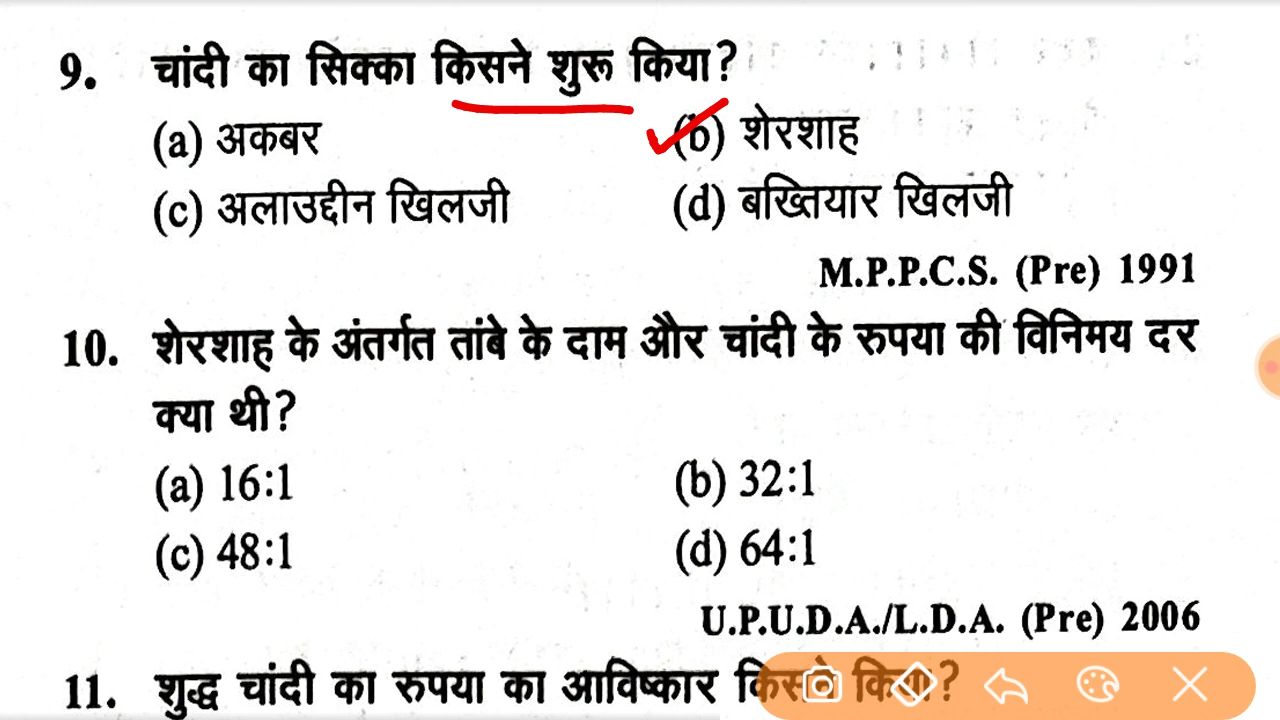 9. चांदी का सिक्का किसने शुरू किया?
(a) अकबर (b) शेरशाह
(c) अलाउद्दीन खिलजी (d) बख्तियार खिलजी
M.P.P.C.S. (Pre) 1991
10. शेरशाह के अंतर्गत तांबे के दाम और चांदी के रुपया की विनिमय दर
क्या थी?
(a) 16:1 (b) 32:1
(c) 48:1 (d) 64:1
U.P.U.D.A./L.D.A. (Pre) 2006
11. शुद्ध चांदी का रुपया का आविष्कार किसने किया?